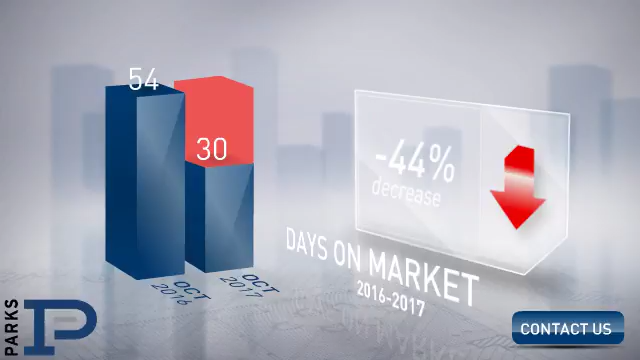 54
30
-44%
decrease
OCT
2016
OCT
2017
DAYS ON MARKET
2016-2017
PARKS
P
CONTACT US